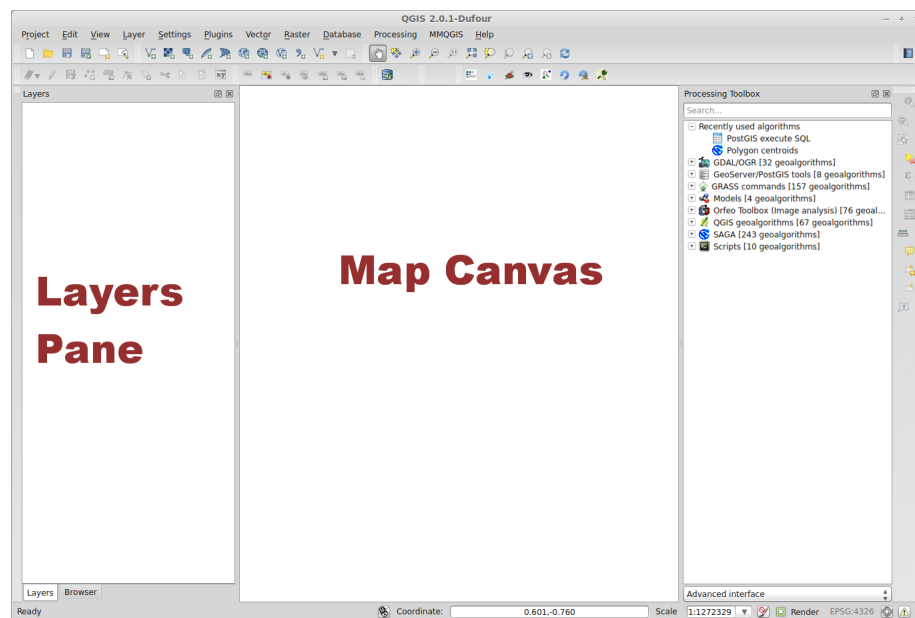 QGIS 2.0.1-Dufour
Project Edit View Layer Settings Plugins Vector Raster Database Processing MMQGIS Help
Layers
Processing Toolbox
Search...
Recently used algorithms
PostGIS execute SQL
Polygon centroids
GDAL/OGR [32 geoalgorithms]
GeoServer/PostGIS tools [8 geoalgorithms]
GRASS commands [157 geoalgorithms]
Models [4 geoalgorithms]
Orfeo Toolbox (Image analysis) [76 geoal...
QGIS geoalgorithms [67 geoalgorithms]
SAGA [243 geoalgorithms]
Scripts [10 geoalgorithms]
Map Canvas
Layers
Pane
Layers Browser
Advanced interface
Ready Coordinate: 0.601,-0.760 Scale 1:1272329 Render EPSG:4326